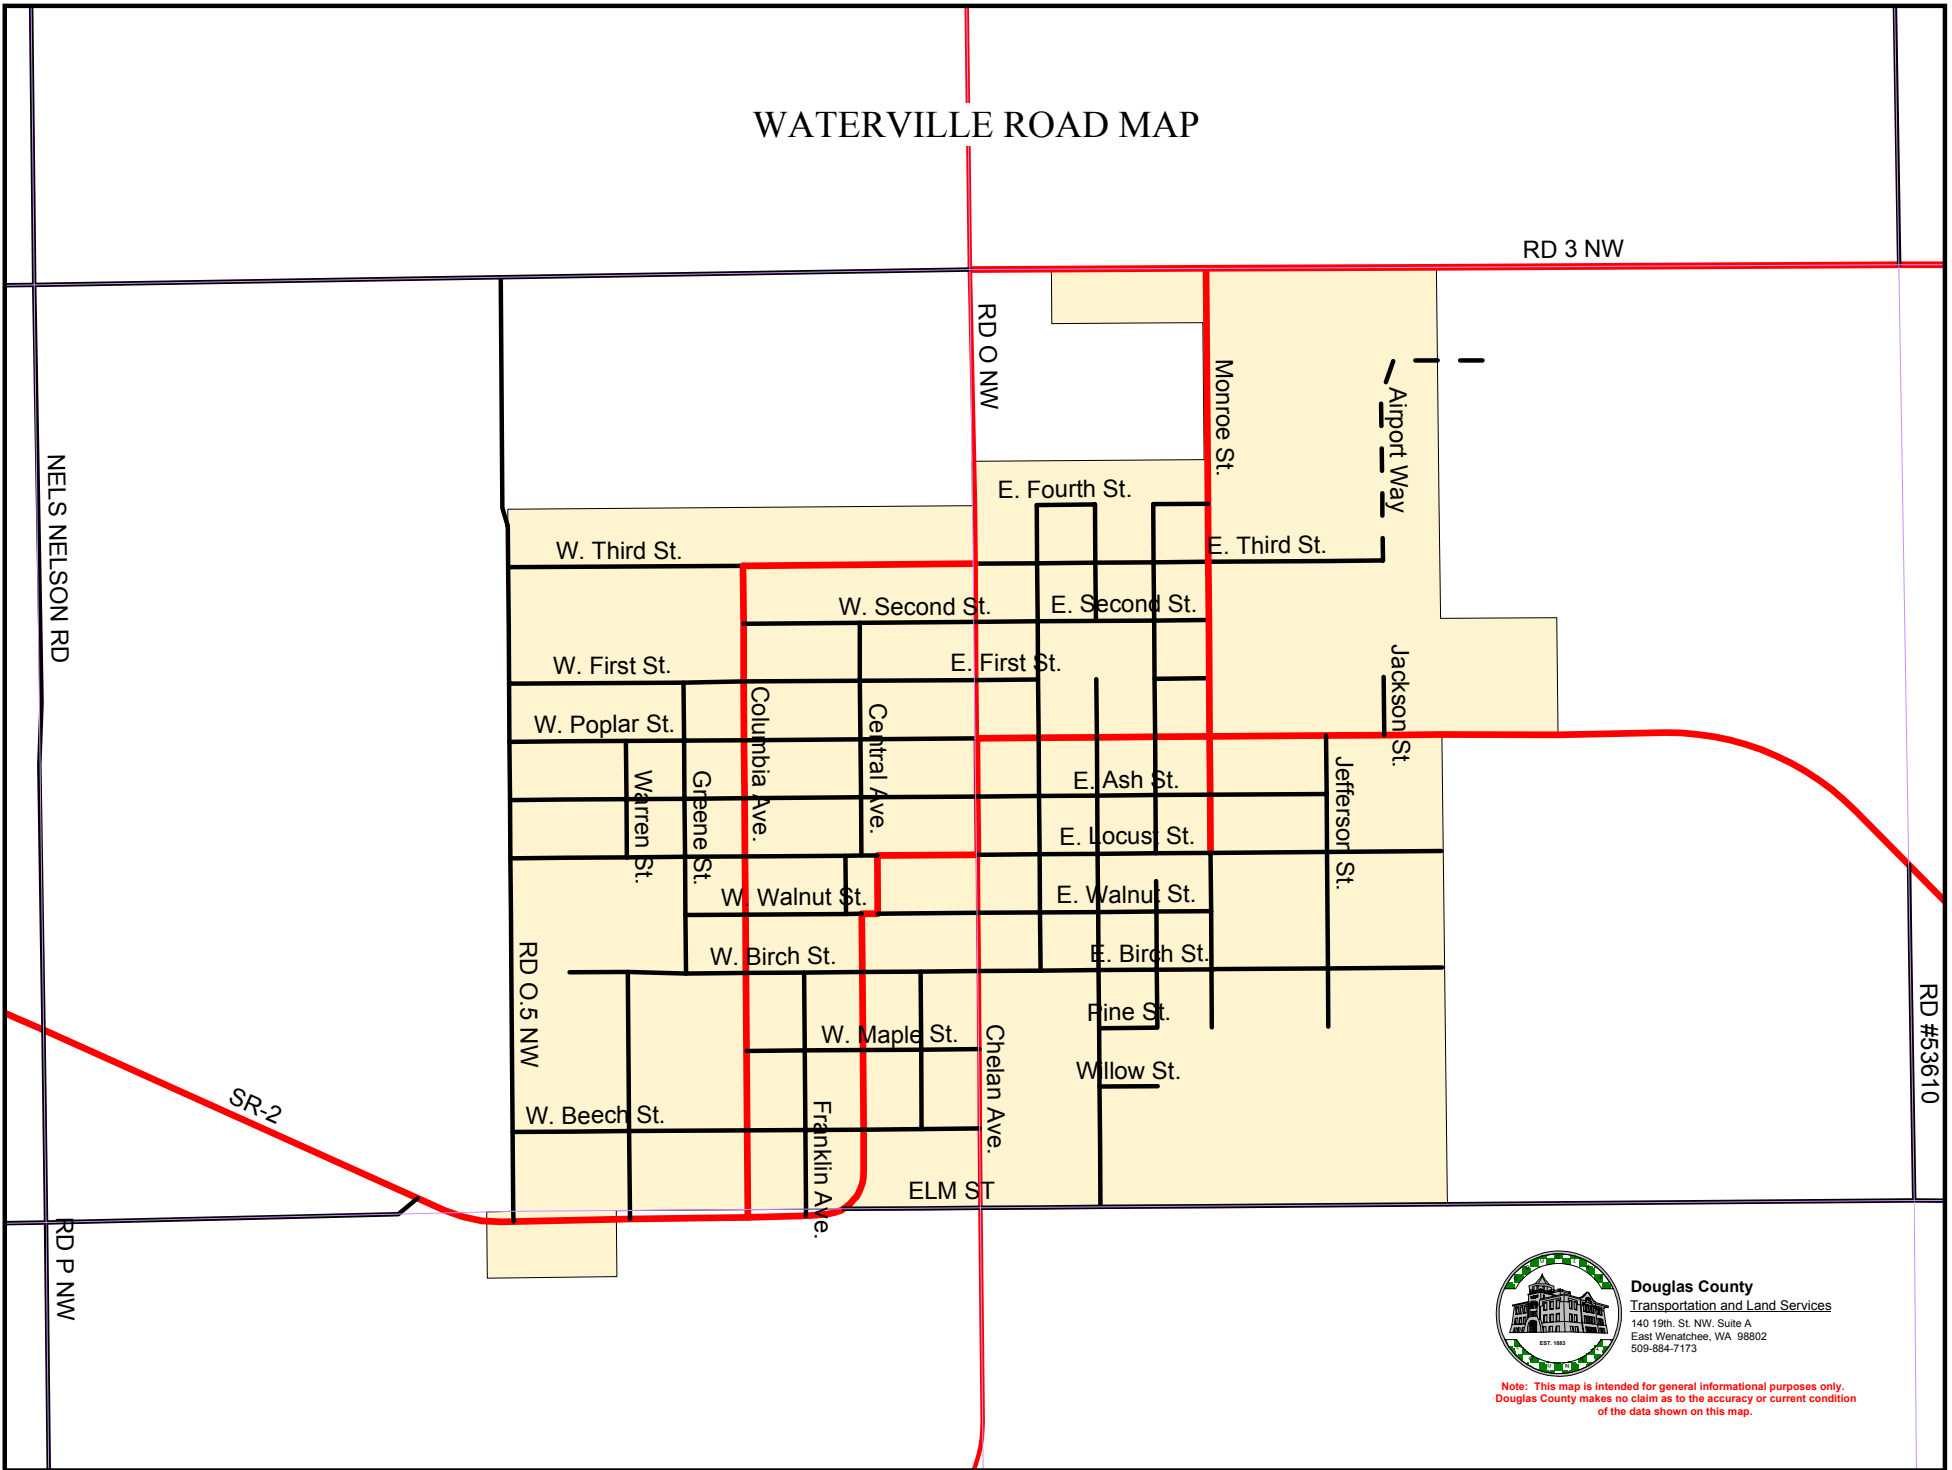 WATERVILLE ROAD MAP
RD 3 NW
RD O NW
Monroe St.
Airport Way
NELS NELSON RD
E. Fourth St.
W. Third St.
E. Third St.
W. Second St.
E. Second St.
W. First St.
E. First St.
Jackson St.
W. Poplar St.
Columbia Ave.
Central Ave.
Warren St.
Greene St.
E. Ash St.
Jefferson St.
E. Locust St.
W. Walnut St.
E. Walnut St.
W. Birch St.
E. Birch St.
RD O.5 NW
RD #53610
Pine St.
W. Maple St.
Chelan Ave.
Willow St.
SR-2
W. Beech St.
Franklin Ave.
ELM ST
RD P NW
EST. 1883
Douglas County
Transportation and Land Services
140 19th. St. NW. Suite A
East Wenatchee, WA 98802
509-884-7173
Note: This map is intended for general informational purposes only.
Douglas County makes no claim as to the accuracy or current condition
of the data shown on this map.